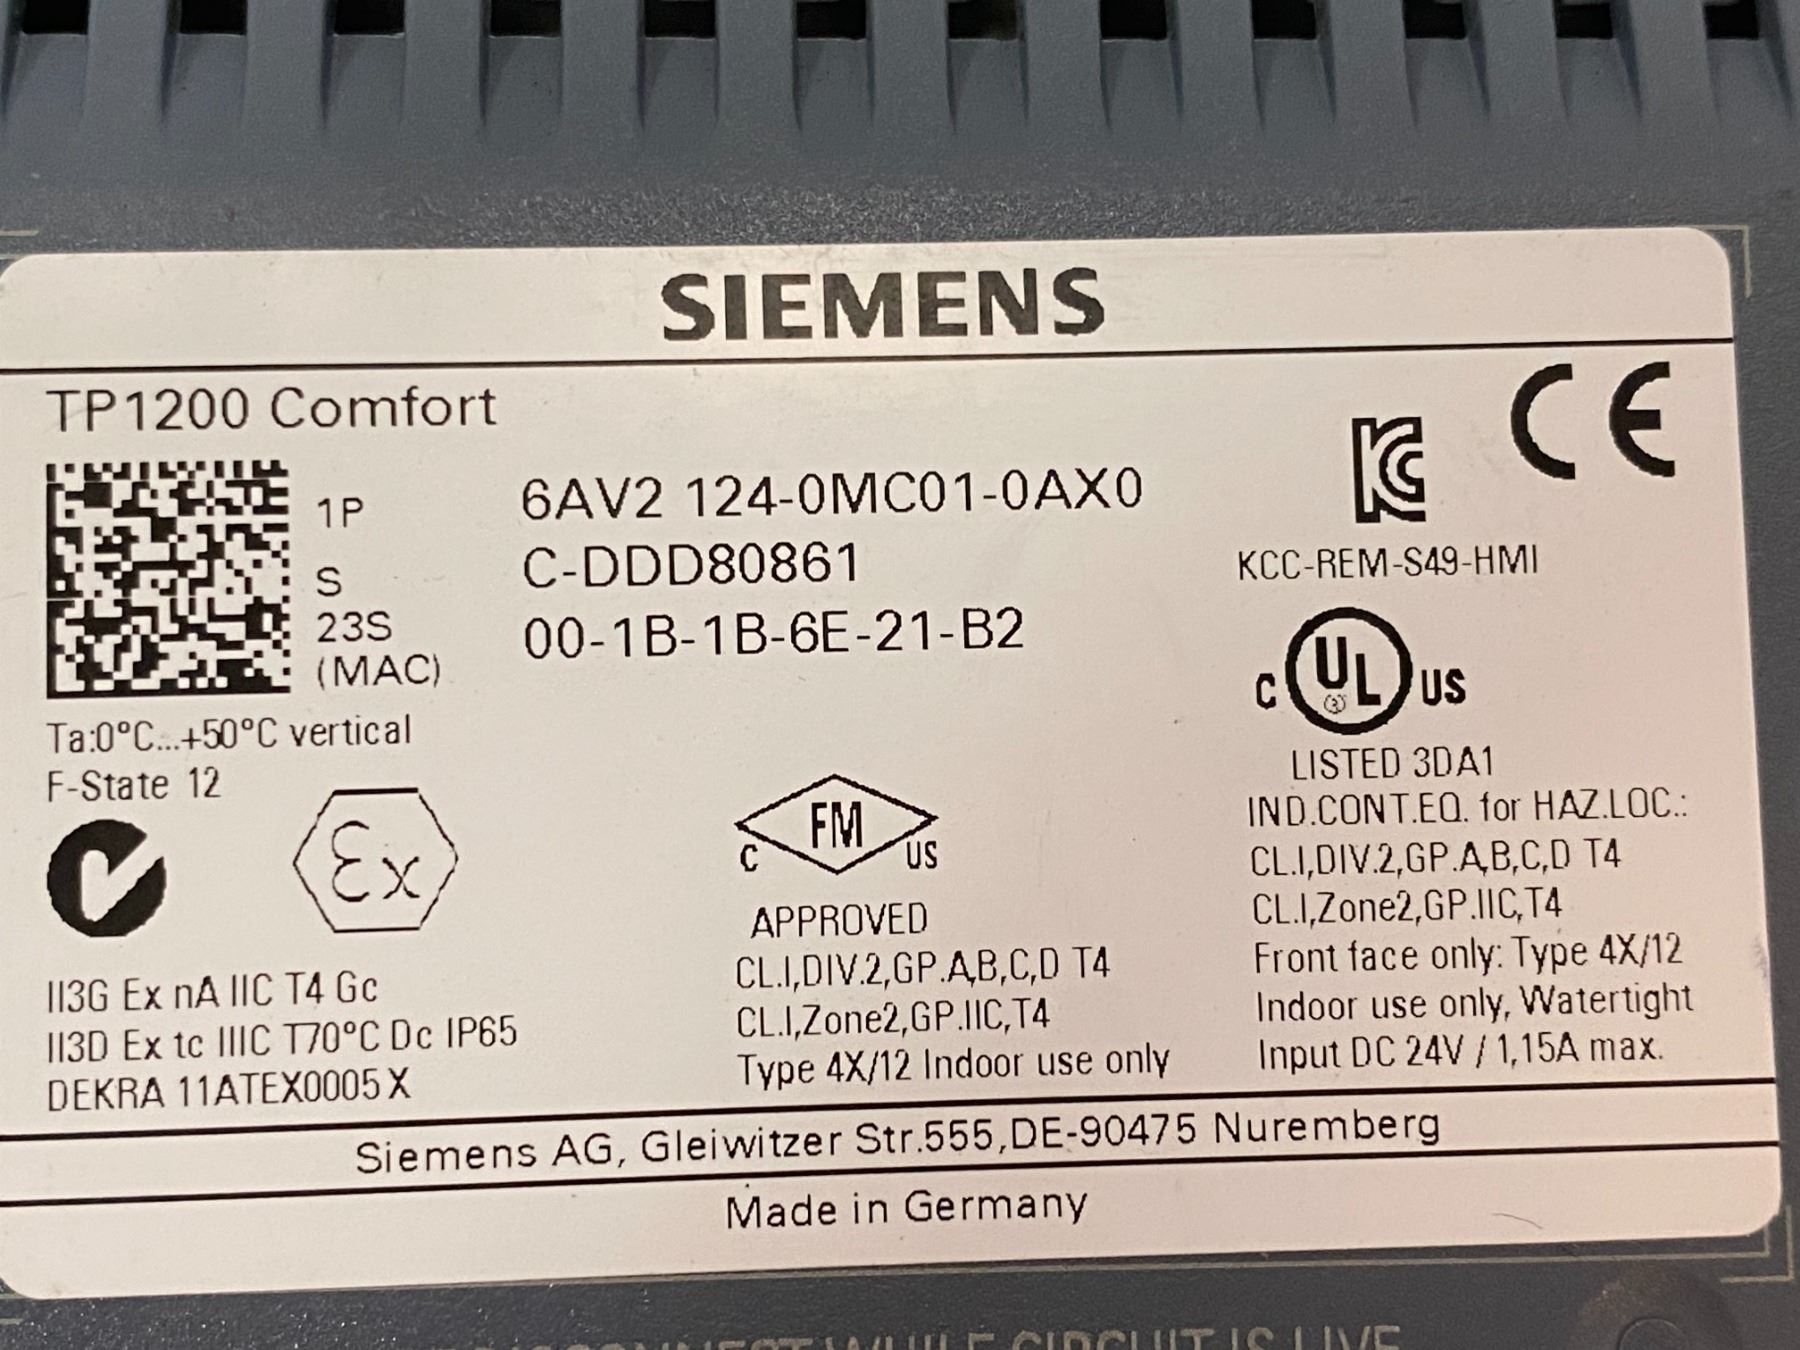 SIEMENS
TP1200 Comfort
1P 6AV2 124-0MC01-0AX0
S C-DDD80861
23S (MAC) 00-1B-1B-6E-21-B2
KCC-REM-S49-HMI
C UL US
LISTED 3DA1
IND.CONT.EQ. for HAZ.LOC.:
CL.I,DIV.2,GP.A,B,C,D T4
CL.I,Zone2,GP.IIC,T4
Front face only: Type 4X/12
Indoor use only, Watertight
Input DC 24V / 1,15A max.
Ta:0°C...+50°C vertical
F-State 12
Ex
II3G Ex nA IIC T4 Gc
II3D Ex tc IIIC T70°C Dc IP65
DEKRA 11ATEX0005 X
C FM US
APPROVED
CL.I,DIV.2,GP.A,B,C,D T4
CL.I,Zone2,GP.IIC,T4
Type 4X/12 Indoor use only
Siemens AG, Gleiwitzer Str.555,DE-90475 Nuremberg
Made in Germany
WHILE CIRCUIT IS LIVE